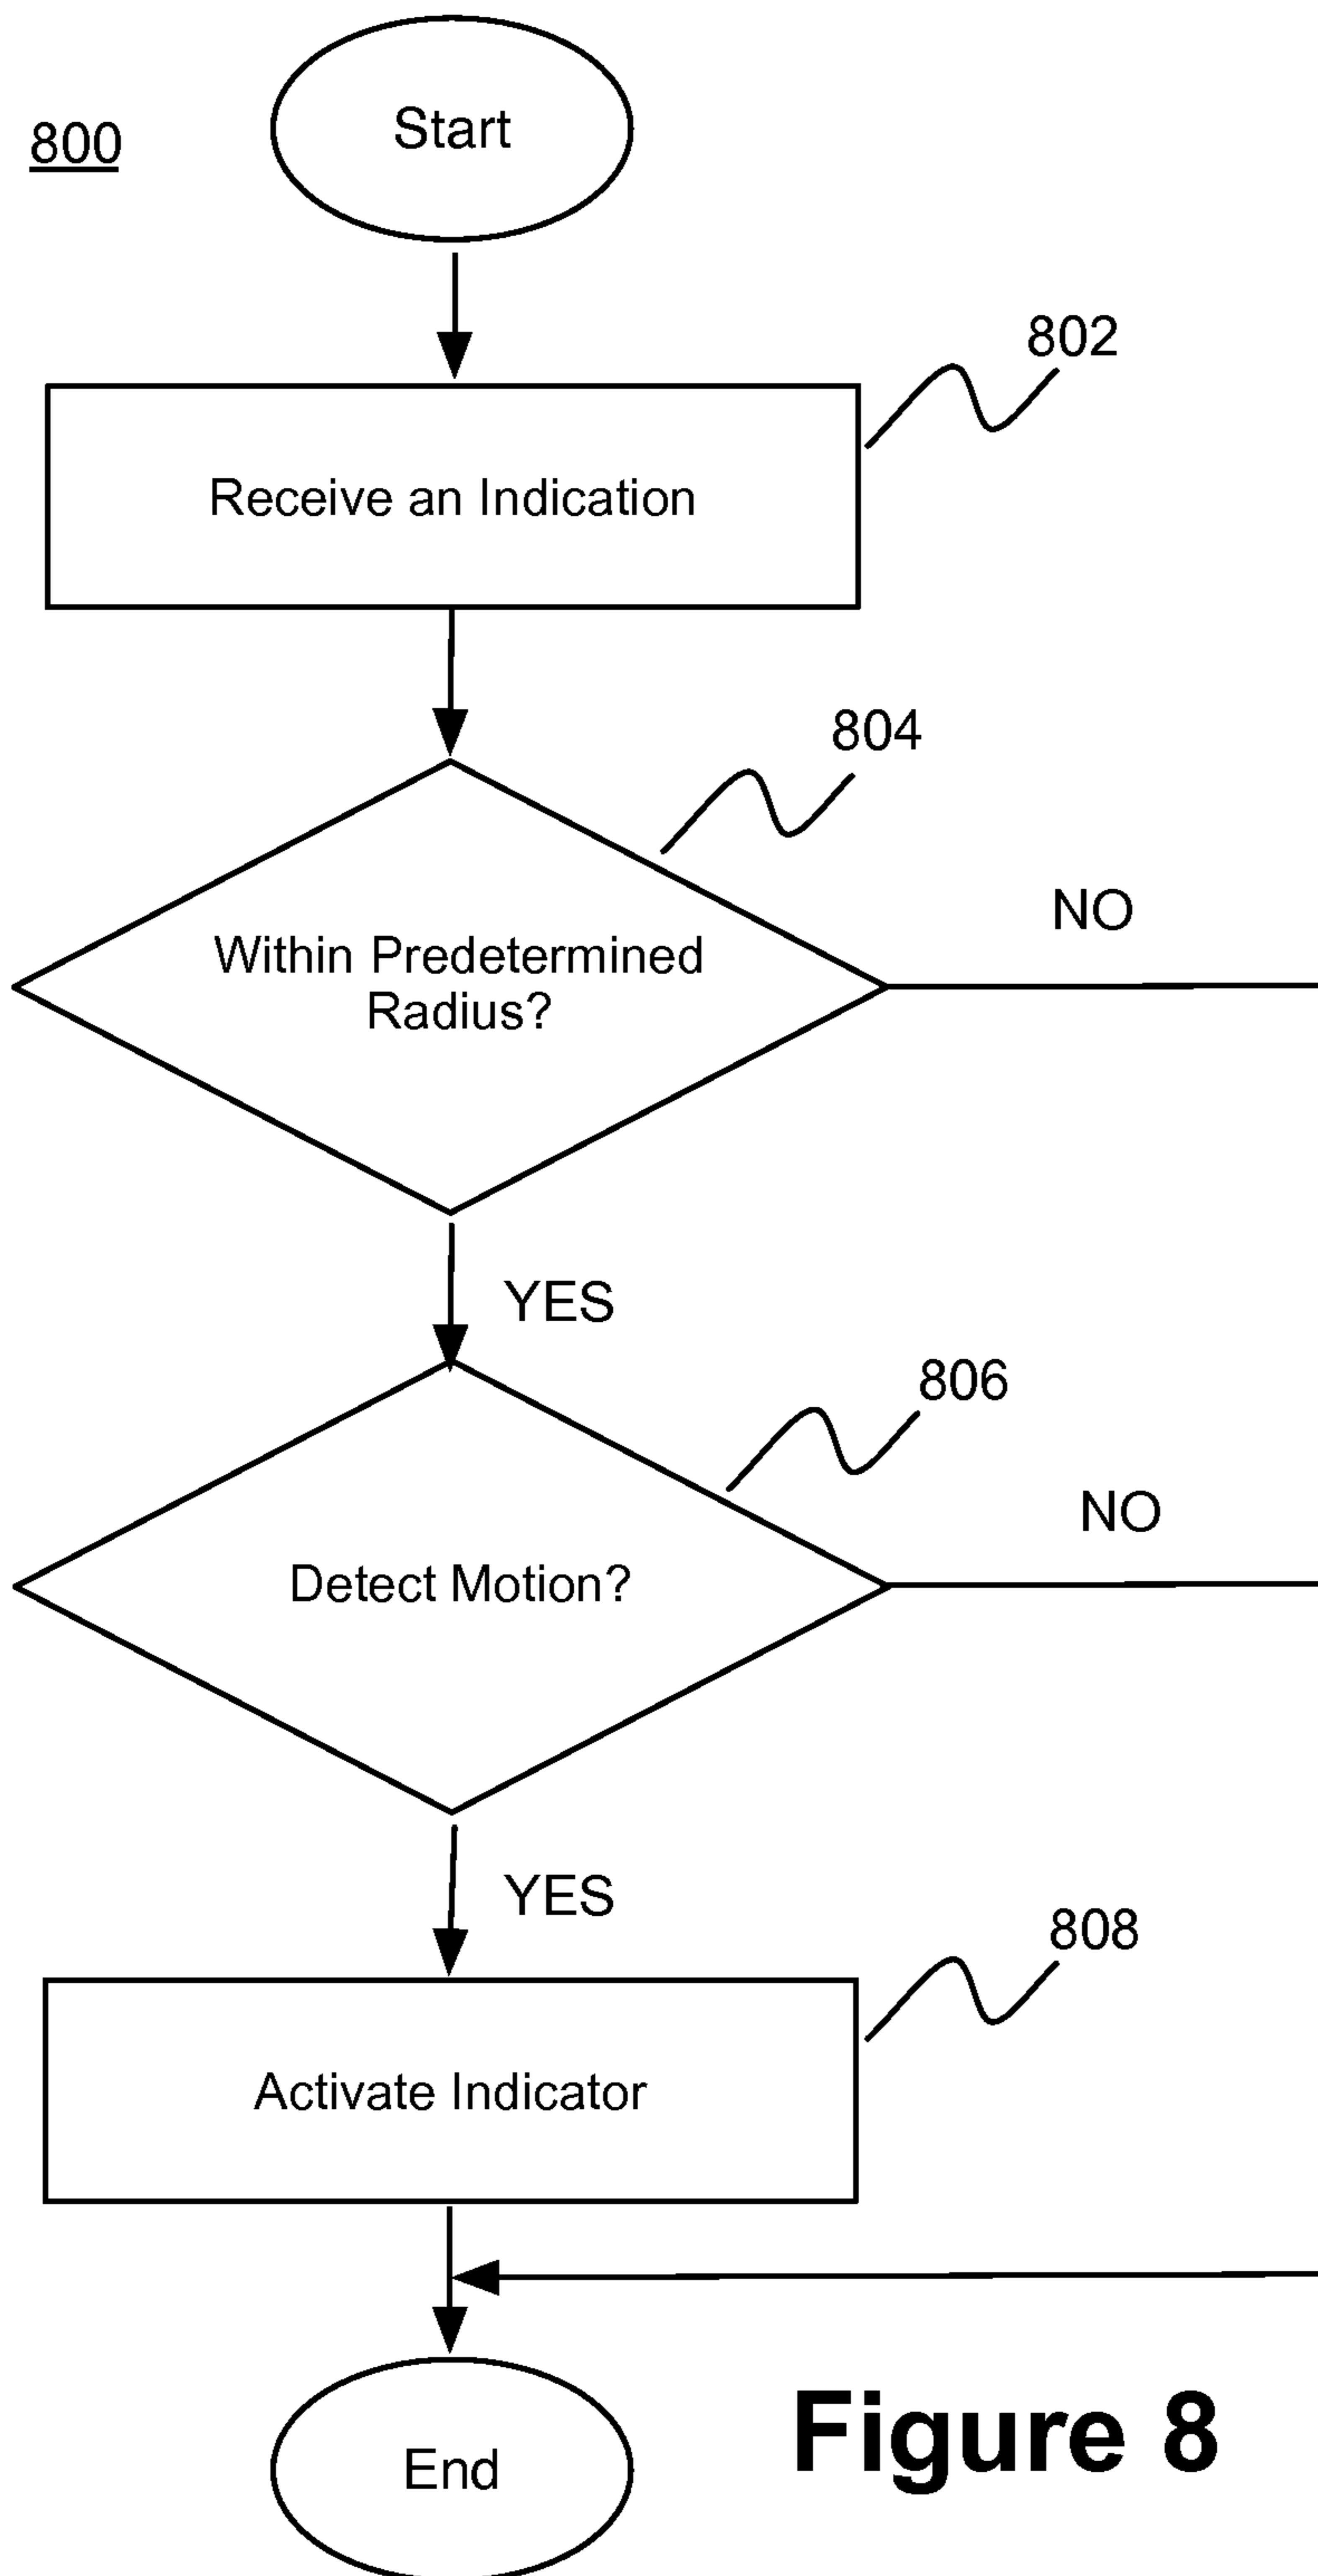 800
Start
802
Receive an Indication
804
Within Predetermined
Radius?
NO
YES
806
Detect Motion?
NO
YES
808
Activate Indicator
End
Figure 8